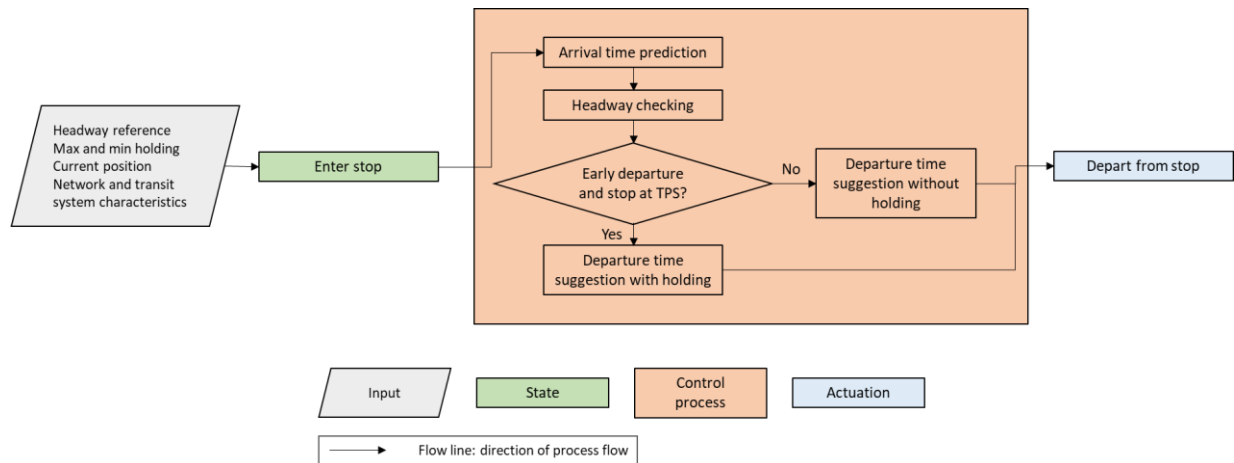 Headway reference
Max and min holding
Current position
Network and transit
system characteristics
Enter stop
Arrival time prediction
Headway checking
Early departure
and stop at TPS?
No
Departure time
suggestion without
holding
Yes
Departure time
suggestion with holding
Depart from stop
Input
State
Control
process
Actuation
Flow line: direction of process flow